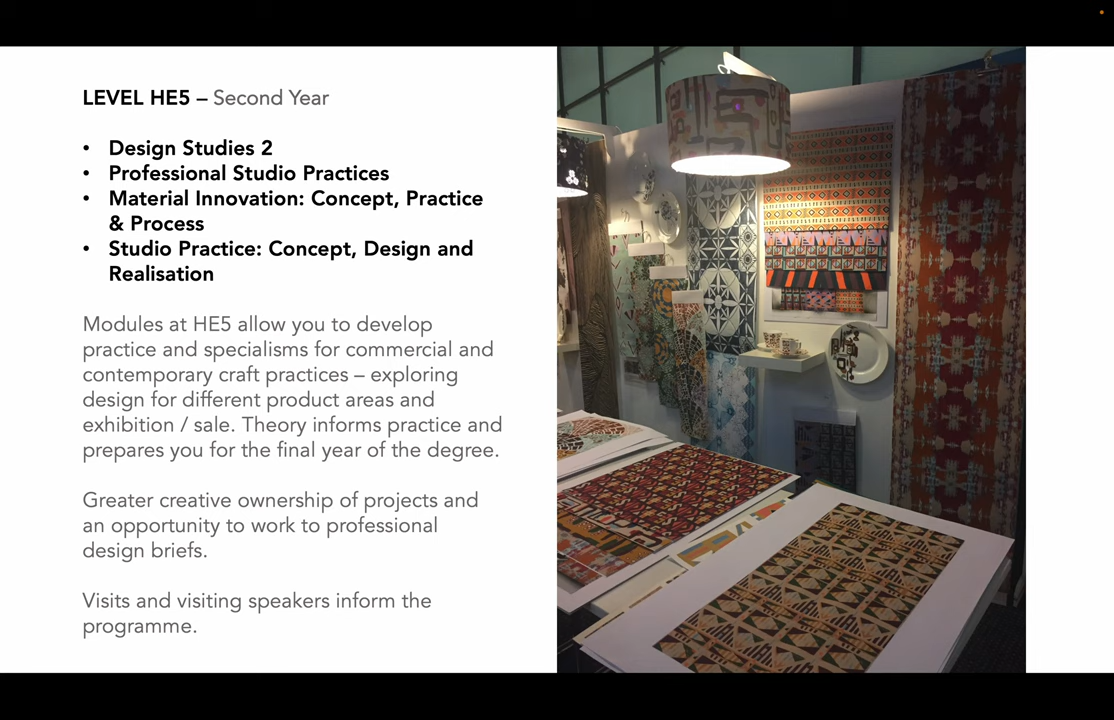 LEVEL HE5 – Second Year
• Design Studies 2
• Professional Studio Practices
• Material Innovation: Concept, Practice
& Process
• Studio Practice: Concept, Design and
Realisation
Modules at HE5 allow you to develop
practice and specialisms for commercial and
contemporary craft practices – exploring
design for different product areas and
exhibition / sale. Theory informs practice and
prepares you for the final year of the degree.
Greater creative ownership of projects and
an opportunity to work to professional
design briefs.
Visits and visiting speakers inform the
programme.